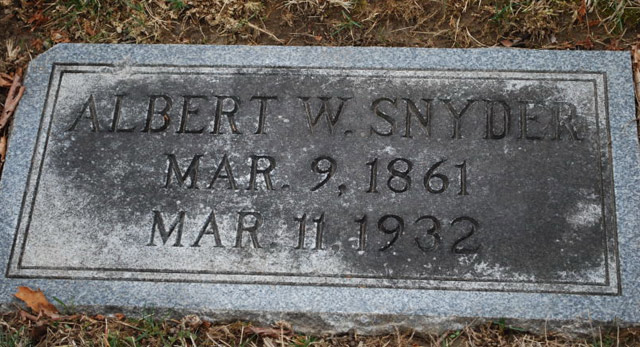 ALBERT W. SNYDER
MAR. 9, 1861
MAR. 11 1932